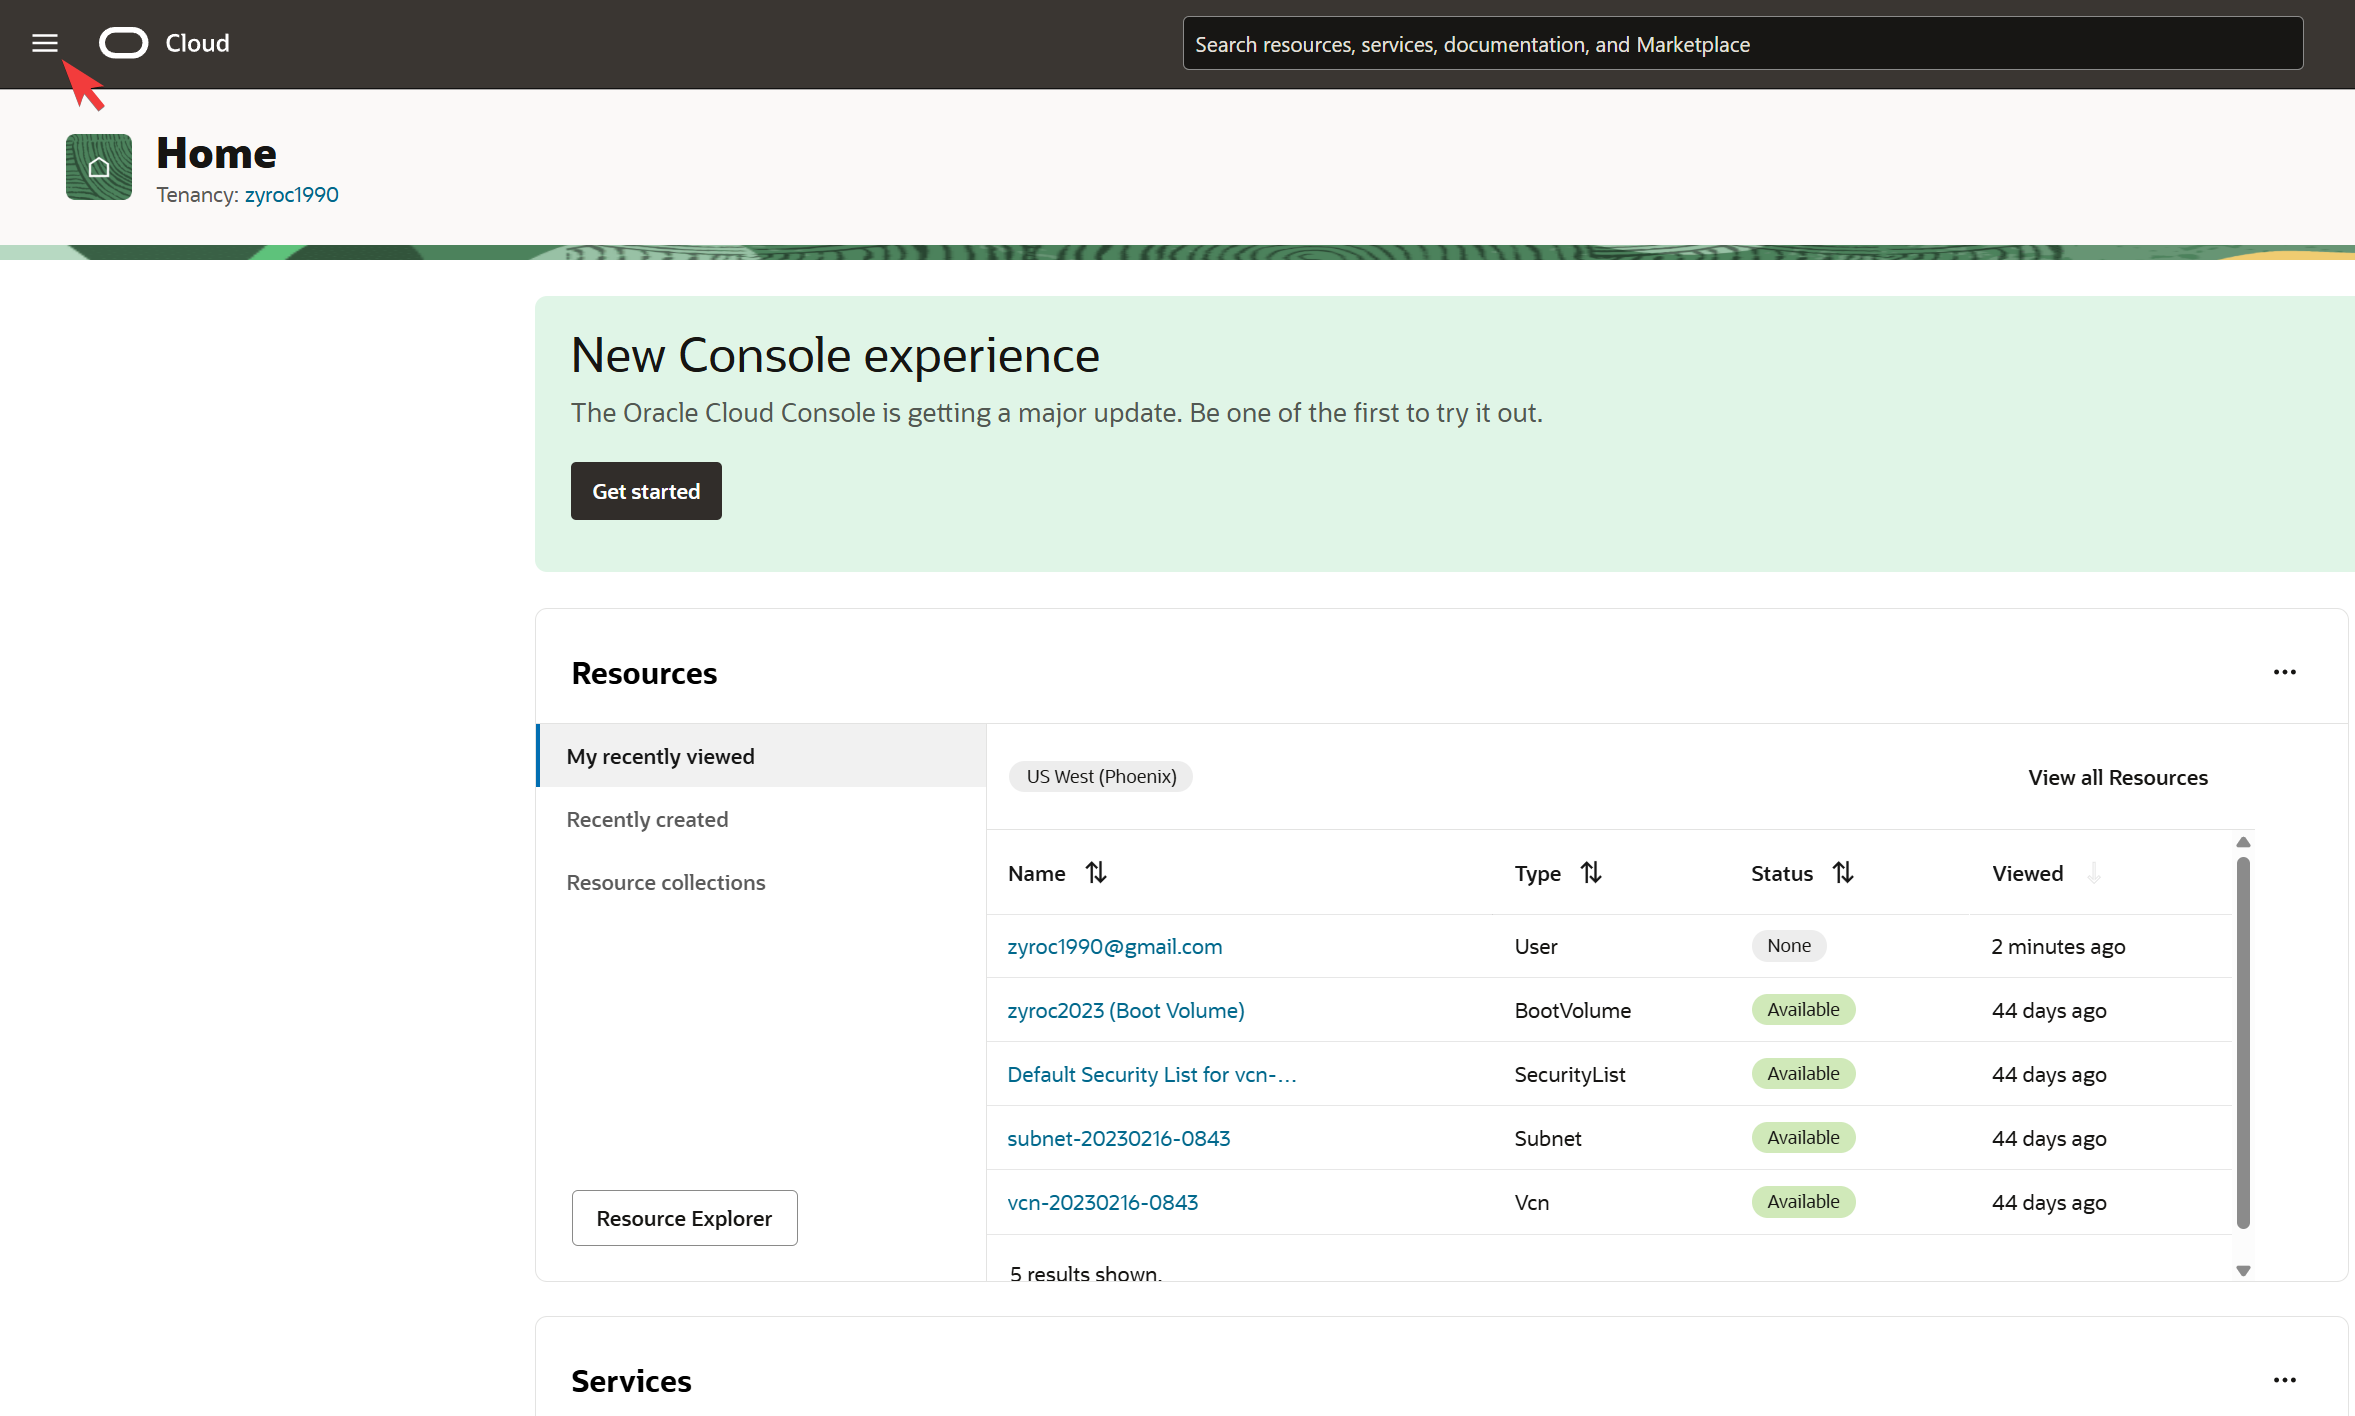 Cloud
Search resources, services, documentation, and Marketplace
Home
Tenancy: zyroc1990
New Console experience
The Oracle Cloud Console is getting a major update. Be one of the first to try it out.
Get started
Resources
My recently viewed
Recently created
Resource collections
Resource Explorer
US West (Phoenix)
View all Resources
Name Type Status Viewed
zyroc1990@gmail.com User None 2 minutes ago
zyroc2023 (Boot Volume) BootVolume Available 44 days ago
Default Security List for vcn-... SecurityList Available 44 days ago
subnet-20230216-0843 Subnet Available 44 days ago
vcn-20230216-0843 Vcn Available 44 days ago
5 results shown.
Services